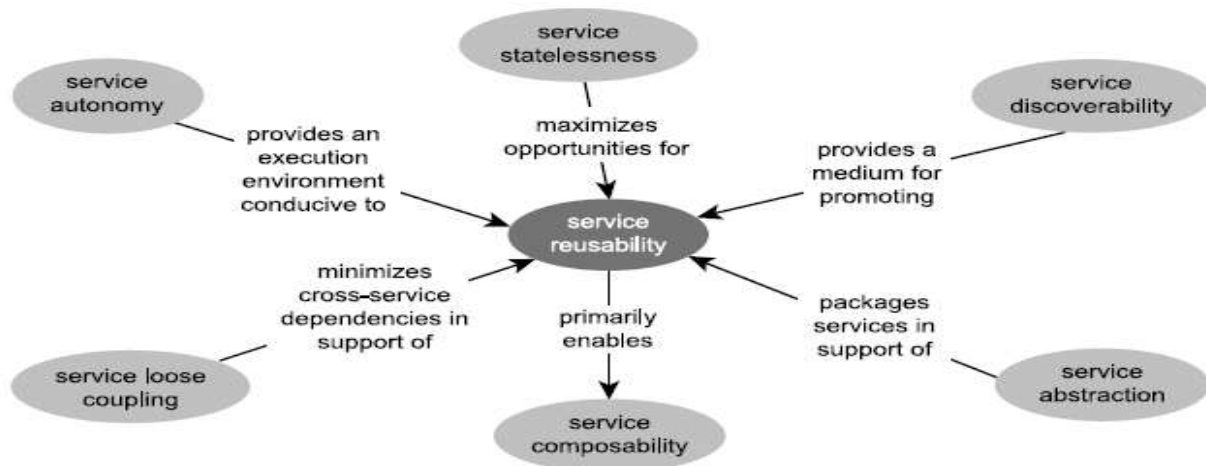 service
statelessness
service
autonomy
service
discoverability
provides an
execution
environment
conducive to
maximizes
opportunities for
provides a
medium for
promoting
service
reusability
minimizes
cross-service
dependencies in
support of
primarily
enables
packages
services in
support of
service loose
coupling
service
composability
service
abstraction